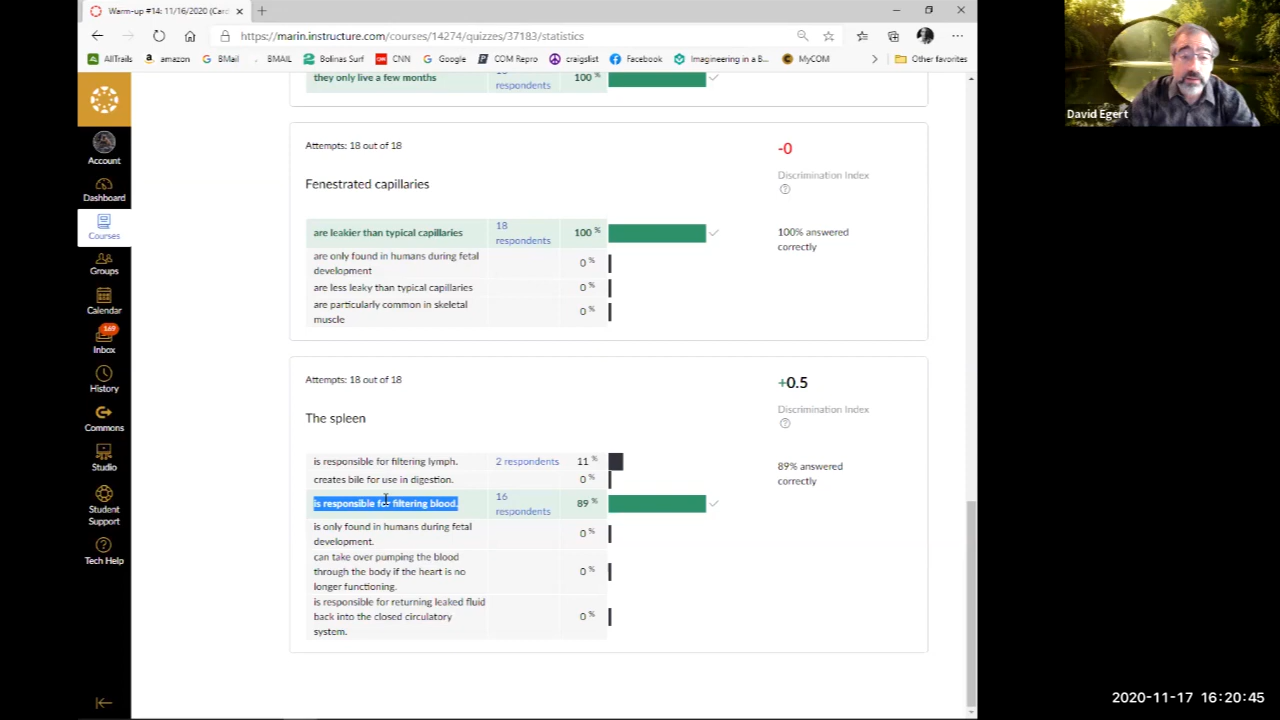 Warm-up #14: 11/16/2020 (Car
https://marin.instructure.com/courses/14274/quizzes/37183/statistics
AllTrails
amazon
BMail
BMAIL
Bolinas Surf
CNN
Google
COM Repro
craigslist
Facebook
Imagineering in a B...
MyCOM
Other favorites
David Egert
Account
Dashboard
Courses
Groups
Calendar
169
Inbox
History
Commons
Studio
Student
Support
Tech Help
they only live a few months
respondents
100 %
Attempts: 18 out of 18
-0
Discrimination Index
Fenestrated capillaries
are leakier than typical capillaries
18
respondents
100 %
100% answered
correctly
are only found in humans during fetal
development
0 %
are less leaky than typical capillaries
0 %
are particularly common in skeletal
muscle
0 %
Attempts: 18 out of 18
+0.5
Discrimination Index
The spleen
is responsible for filtering lymph.
2 respondents
11 %
89% answered
correctly
creates bile for use in digestion.
0 %
is responsible for filtering blood.
16
respondents
89 %
is only found in humans during fetal
development.
0 %
can take over pumping the blood
through the body if the heart is no
longer functioning.
0 %
is responsible for returning leaked fluid
back into the closed circulatory
system.
0 %
2020-11-17 16:20:45